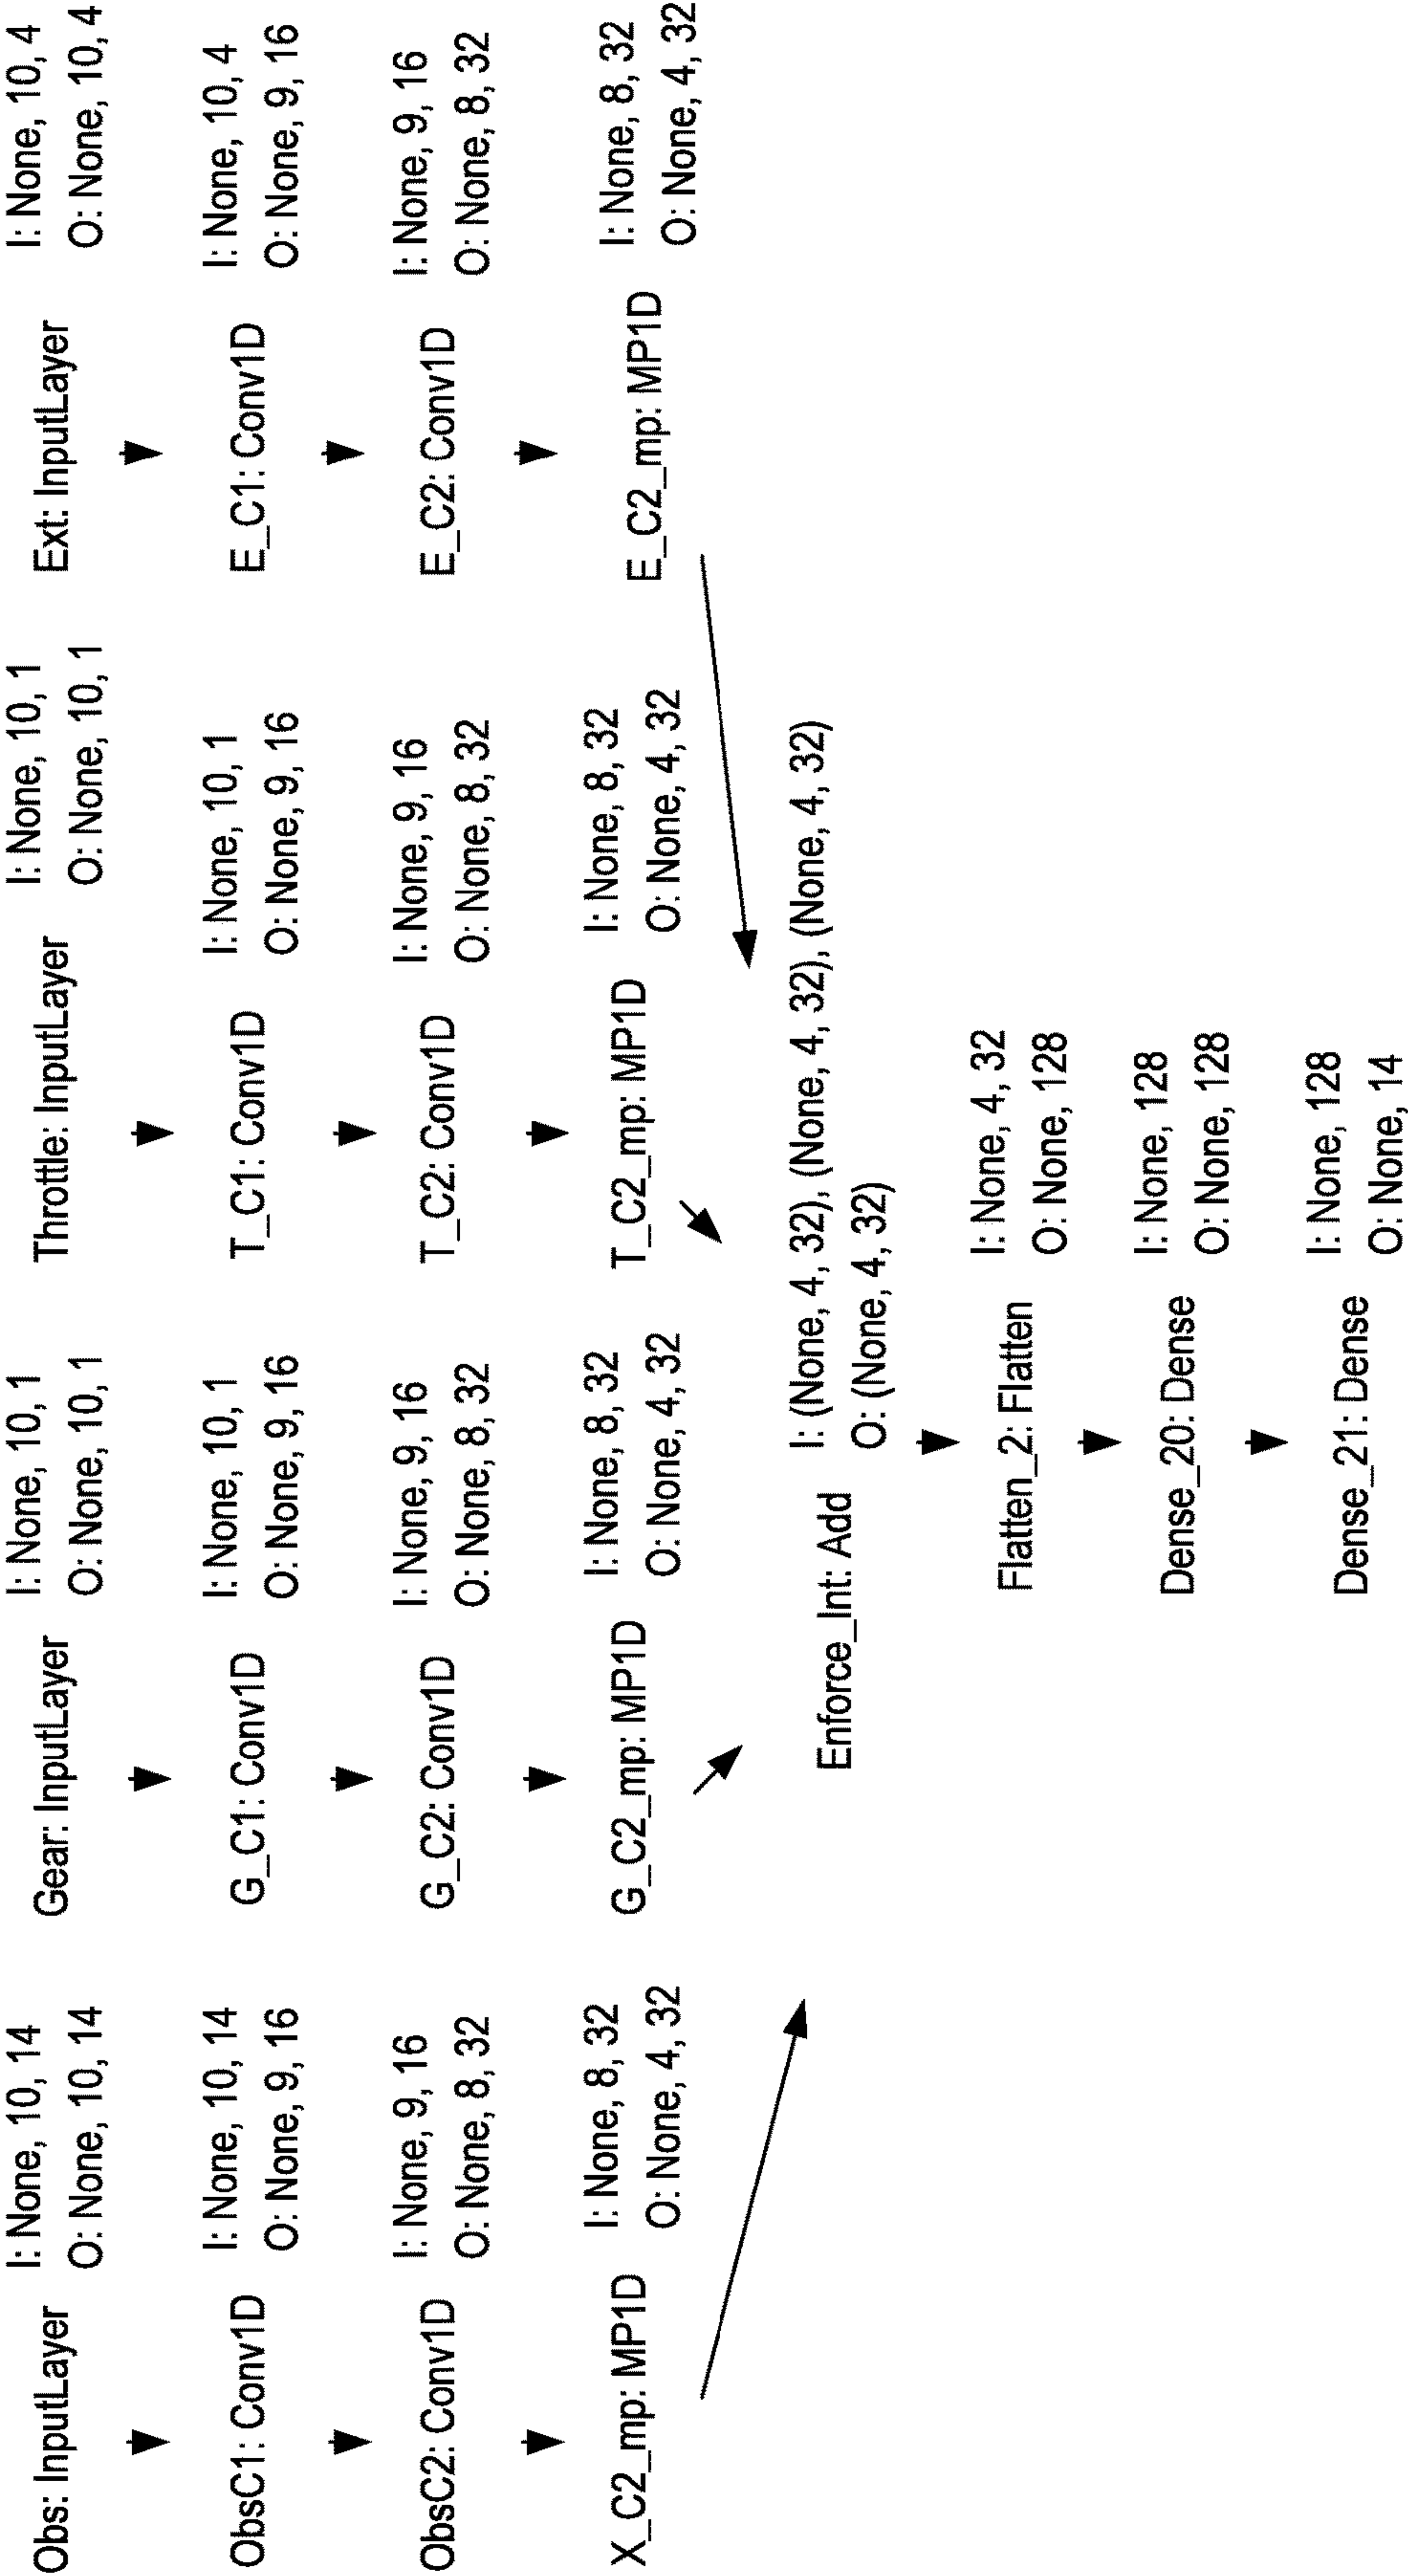 Obs: InputLayer
I: None, 10, 14
O: None, 10, 14
Gear: InputLayer
I: None, 10, 1
O: None, 10, 1
Throttle: InputLayer
I: None, 10, 1
O: None, 10, 1
Ext: InputLayer
I: None, 10, 4
O: None, 10, 4
ObsC1: Conv1D
I: None, 10, 14
O: None, 9, 16
G_C1: Conv1D
I: None, 10, 1
O: None, 9, 16
T_C1: Conv1D
I: None, 10, 1
O: None, 9, 16
E_C1: Conv1D
I: None, 10, 4
O: None, 9, 16
ObsC2: Conv1D
I: None, 9, 16
O: None, 8, 32
G_C2: Conv1D
I: None, 9, 16
O: None, 8, 32
T_C2: Conv1D
I: None, 9, 16
O: None, 8, 32
E_C2: Conv1D
I: None, 9, 16
O: None, 8, 32
X_C2_mp: MP1D
I: None, 8, 32
O: None, 4, 32
G_C2_mp: MP1D
I: None, 8, 32
O: None, 4, 32
T_C2_mp: MP1D
I: None, 8, 32
O: None, 4, 32
E_C2_mp: MP1D
I: None, 8, 32
O: None, 4, 32
Enforce_Int: Add
I: (None, 4, 32), (None, 4, 32), (None, 4, 32), (None, 4, 32)
O: (None, 4, 32)
Flatten_2: Flatten
I: None, 4, 32
O: None, 128
Dense_20: Dense
I: None, 128
O: None, 128
Dense_21: Dense
I: None, 128
O: None, 14